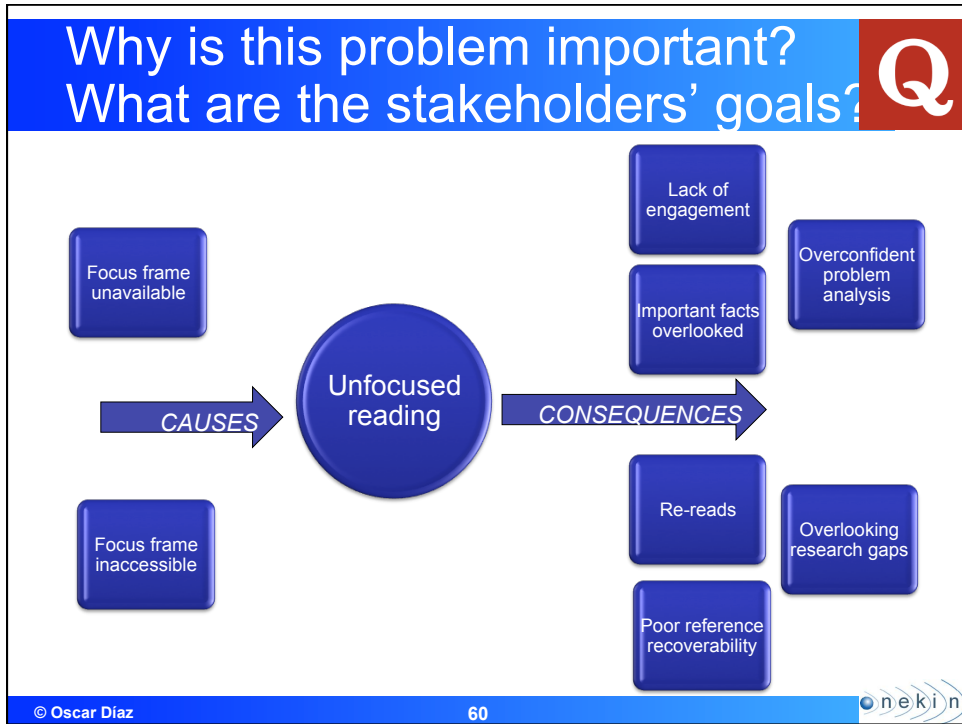 Why is this problem important?
What are the stakeholders' goals?
Q
Lack of
engagement
Focus frame
unavailable
Overconfident
problem
analysis
Important facts
overlooked
Unfocused
reading
CAUSES
CONSEQUENCES
Re-reads
Overlooking
research gaps
Focus frame
inaccessible
Poor reference
recoverability
© Oscar Díaz
60
onekin